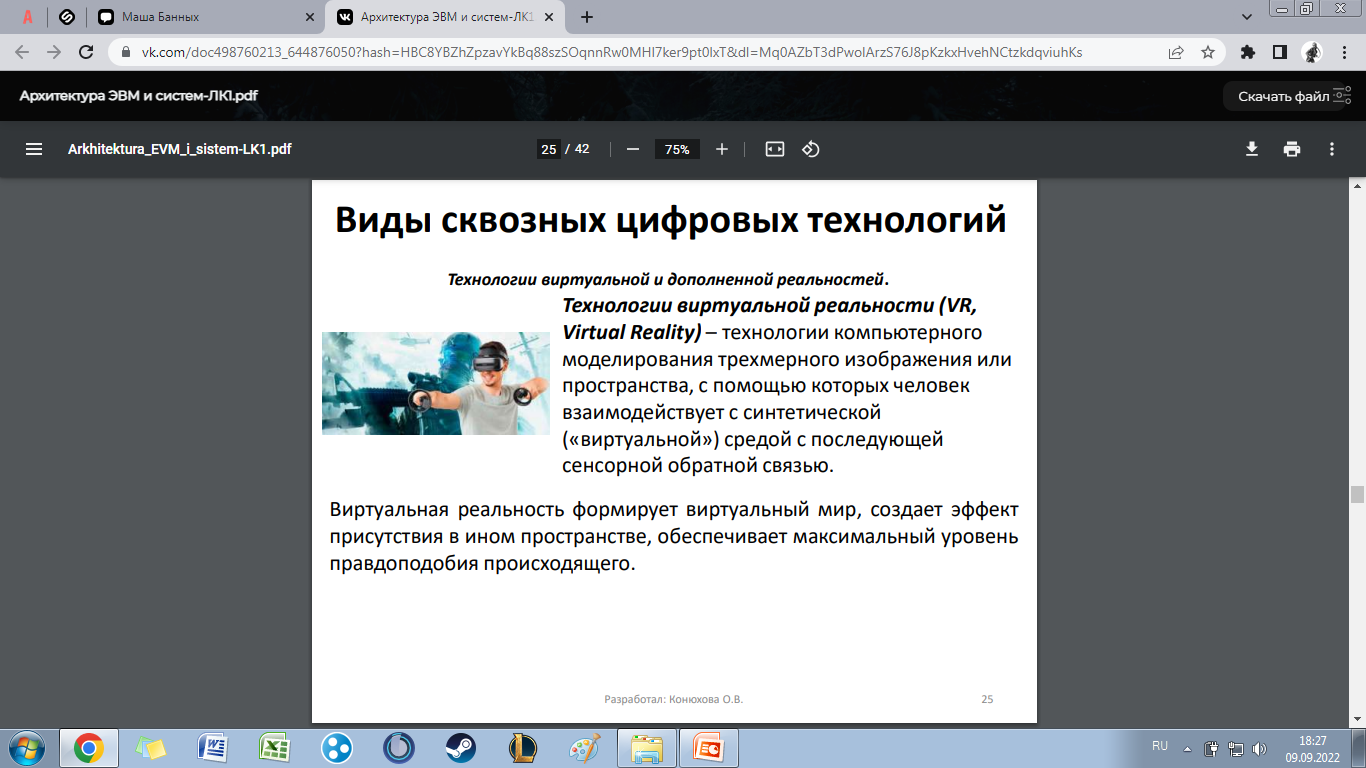 Маша Банных
Архитектура ЭВМ и систем-ЛК1
vk.com/doc498760213_644876050?hash=HBC8YBZhZpzavYkBq88szSOqnnRw0MHl7ker9pt0lxT&dl=Mq0AZbT3dPwolArzS76J8pKzkxHvehNCtzkdqviuhKs
Архитектура ЭВМ и систем-ЛК1.pdf
Скачать файл
Arkhitektura_EVM_i_sistem-LK1.pdf
25 / 42
75%
Виды сквозных цифровых технологий
Технологии виртуальной и дополненной реальностей.
Технологии виртуальной реальности (VR,
Virtual Reality) – технологии компьютерного
моделирования трехмерного изображения или
пространства, с помощью которых человек
взаимодействует с синтетической
(«виртуальной») средой с последующей
сенсорной обратной связью.
Виртуальная реальность формирует виртуальный мир, создает эффект
присутствия в ином пространстве, обеспечивает максимальный уровень
правдоподобия происходящего.
Разработал: Конюхова О.В.
25
RU
18:27
09.09.2022